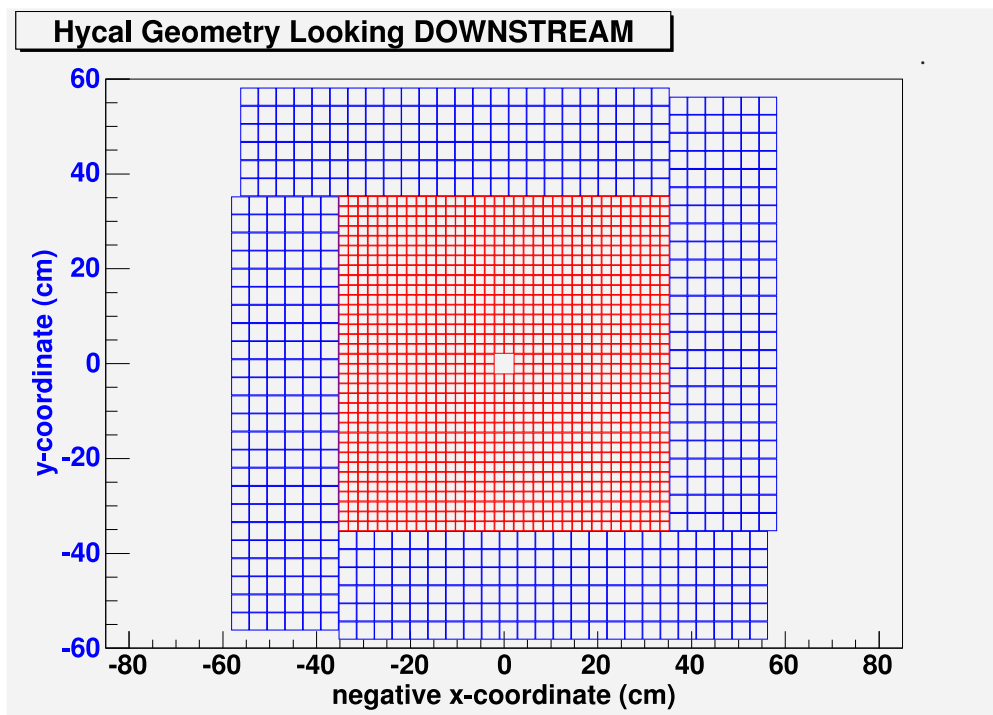 Hycal Geometry Looking DOWNSTREAM
60
40
20
0
-20
-40
-60
y-coordinate (cm)
-80 -60 -40 -20 0 20 40 60 80
negative x-coordinate (cm)